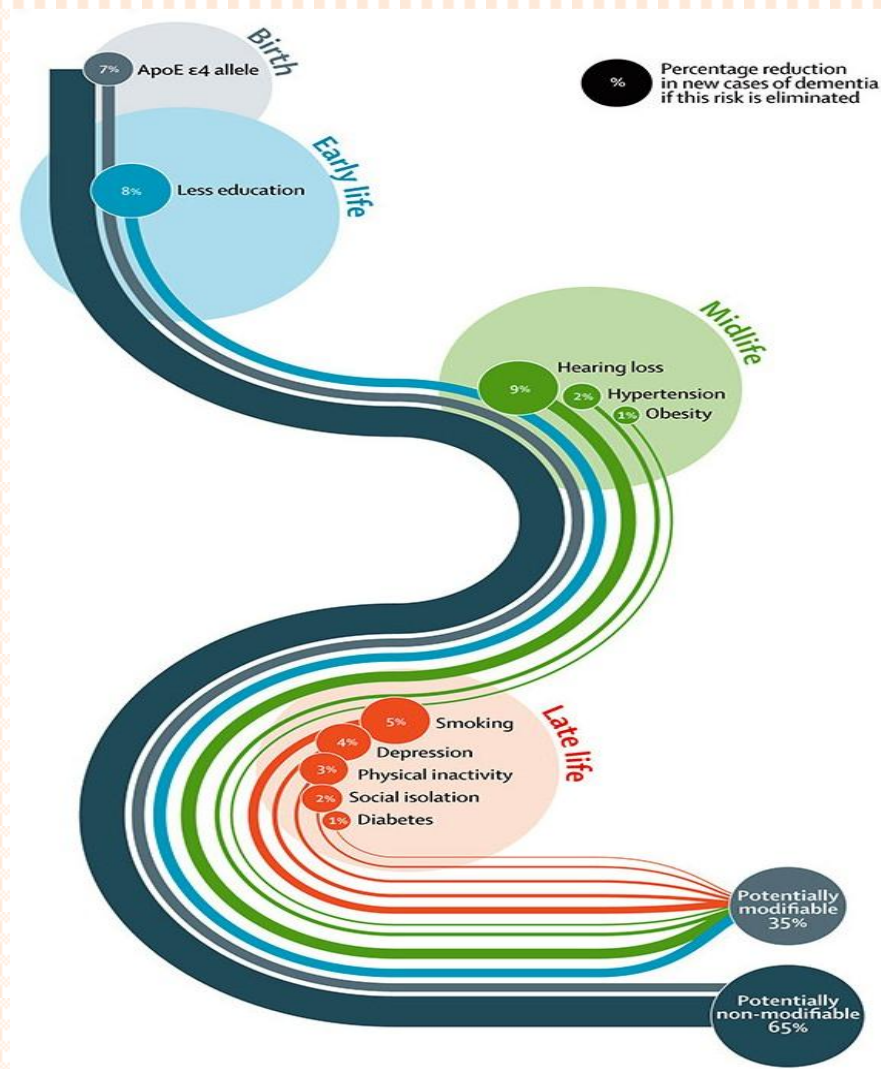 Birth
7% ApoE ε4 allele
% Percentage reduction
in new cases of dementia
if this risk is eliminated
Early life
8% Less education
Midlife
Hearing loss
9%
2% Hypertension
1% Obesity
Late life
5% Smoking
4% Depression
3% Physical inactivity
2% Social isolation
1% Diabetes
Potentially
modifiable
35%
Potentially
non-modifiable
65%